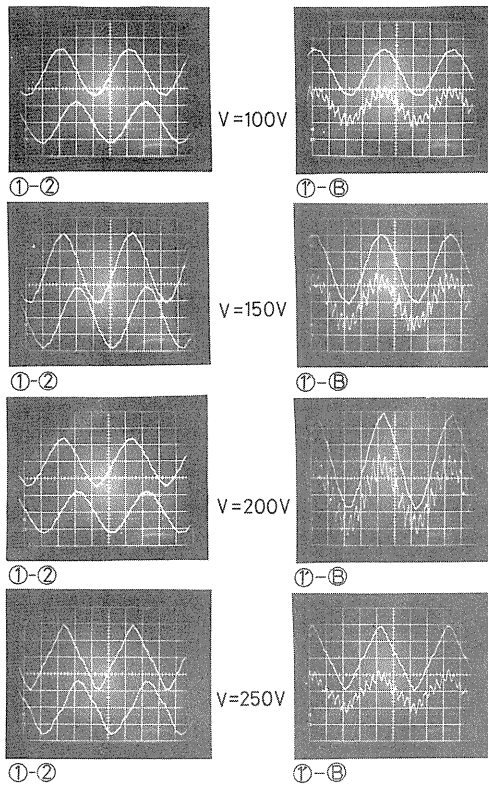 V=100V
①-② ①'-Ⓑ
V=150V
①-② ①'-Ⓑ
V=200V
①-② ①'-Ⓑ
V=250V
①-② ①'-Ⓑ